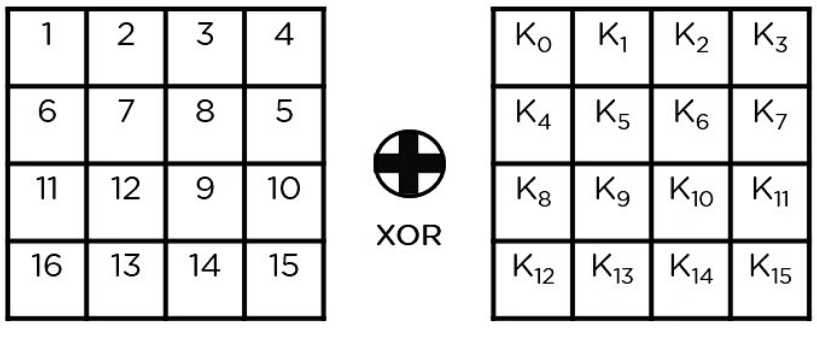 1 2 3 4
6 7 8 5
11 12 9 10
16 13 14 15
XOR
K₀ K₁ K₂ K₃
K₄ K₅ K₆ K₇
K₈ K₉ K₁₀ K₁₁
K₁₂ K₁₃ K₁₄ K₁₅